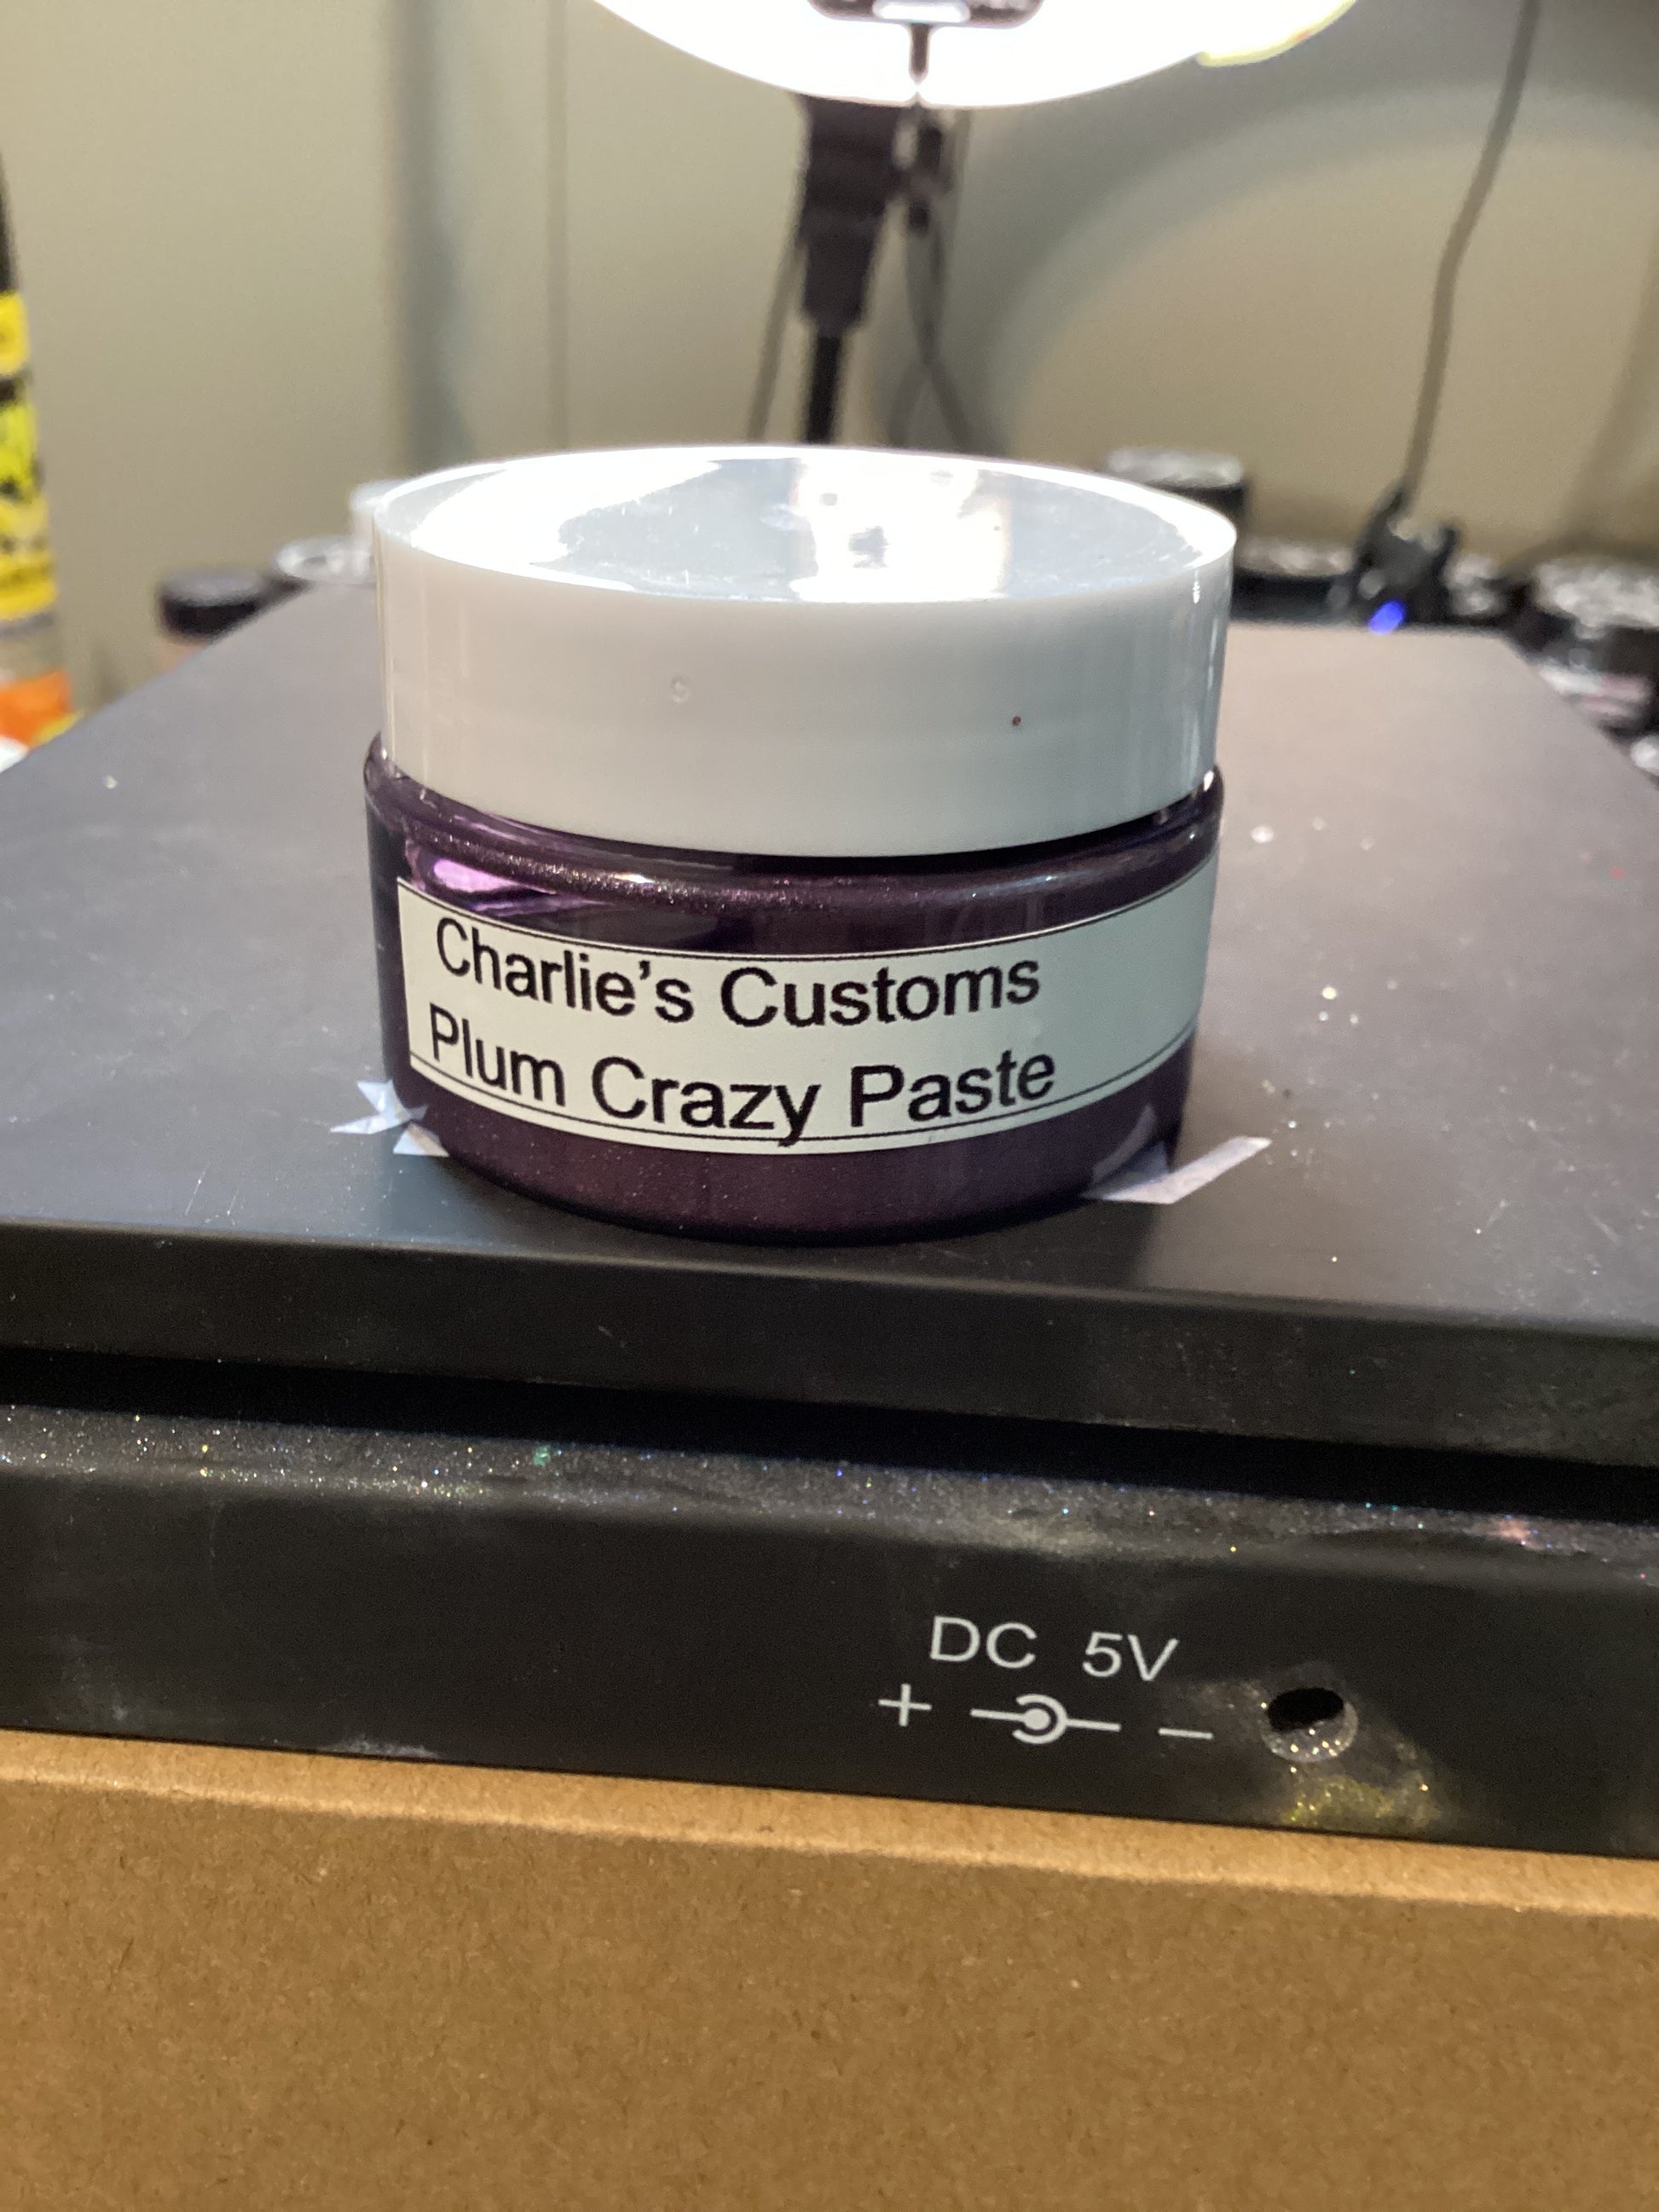 Charlie's Customs
Plum Crazy Paste
DC 5V
+ -